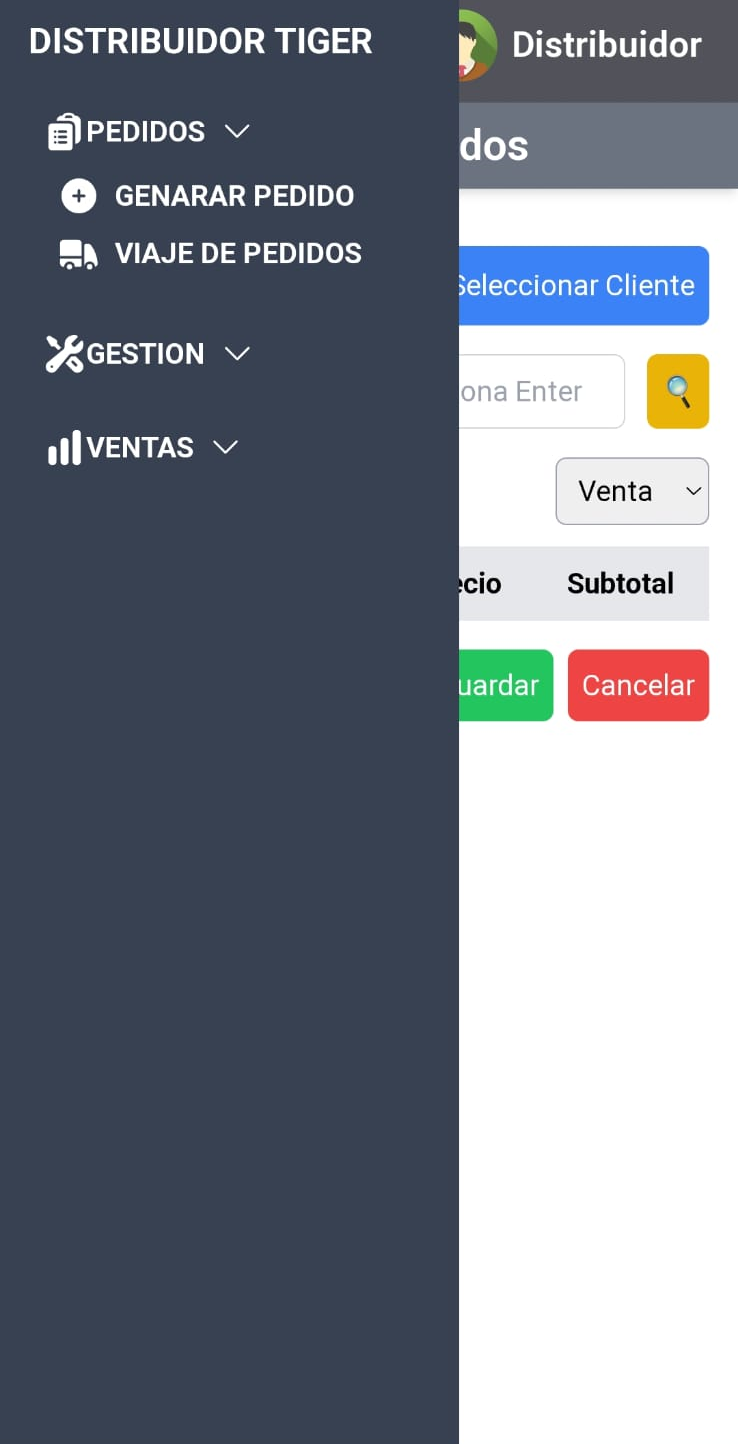 DISTRIBUIDOR TIGER
Distribuidor
PEDIDOS
dos
GENARAR PEDIDO
VIAJE DE PEDIDOS
Seleccionar Cliente
GESTION
ona Enter
VENTAS
Venta
ecio Subtotal
uardar Cancelar